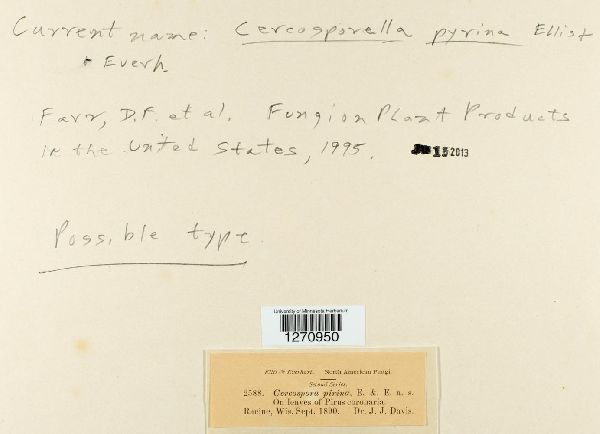 Current name: Cercosporella pyrina Ellis +
+ Everh.
Farr, D.F. et al. Fungi on Plant Products
in the United States, 1995.
15 2013
Possible type
University of Minnesota Herbarium
1270950
Ellis & Everhart. North American Fungi
Second Series.
2588. Cercospora pirina, E. & E. n. s.
On leaves of Pirus coronaria.
Racine, Wis. Sept. 1890. Dr. J. J. Davis.